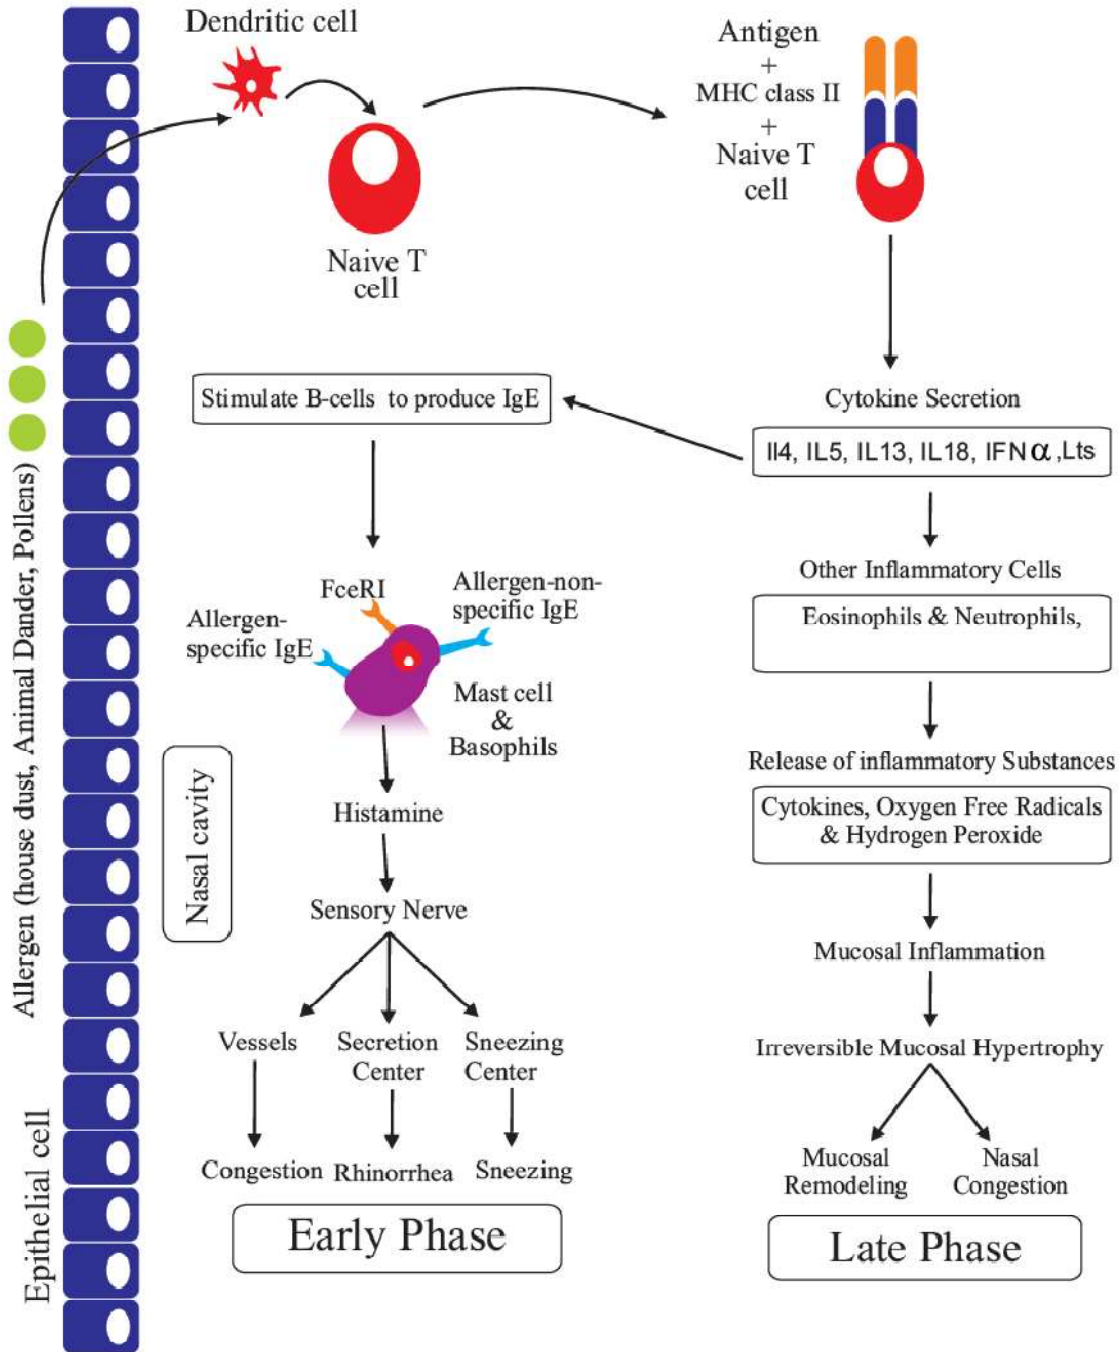 Dendritic cell
Naive T
cell
Antigen
+
MHC class II
+
Naive T
cell
Cytokine Secretion
Il4, IL5, IL13, IL18, IFN α ,Lts
Stimulate B-cells to produce IgE
Other Inflammatory Cells
Eosinophils & Neutrophils,
Release of inflammatory Substances
Cytokines, Oxygen Free Radicals
& Hydrogen Peroxide
Mucosal Inflammation
Irreversible Mucosal Hypertrophy
Mucosal
Remodeling
Nasal
Congestion
Late Phase
FceRI
Allergen-
specific IgE
Allergen-non-
specific IgE
Mast cell
&
Basophils
Histamine
Sensory Nerve
Vessels
Secretion
Center
Sneezing
Center
Congestion
Rhinorrhea
Sneezing
Early Phase
Nasal cavity
Allergen (house dust, Animal Dander, Pollens)
Epithelial cell